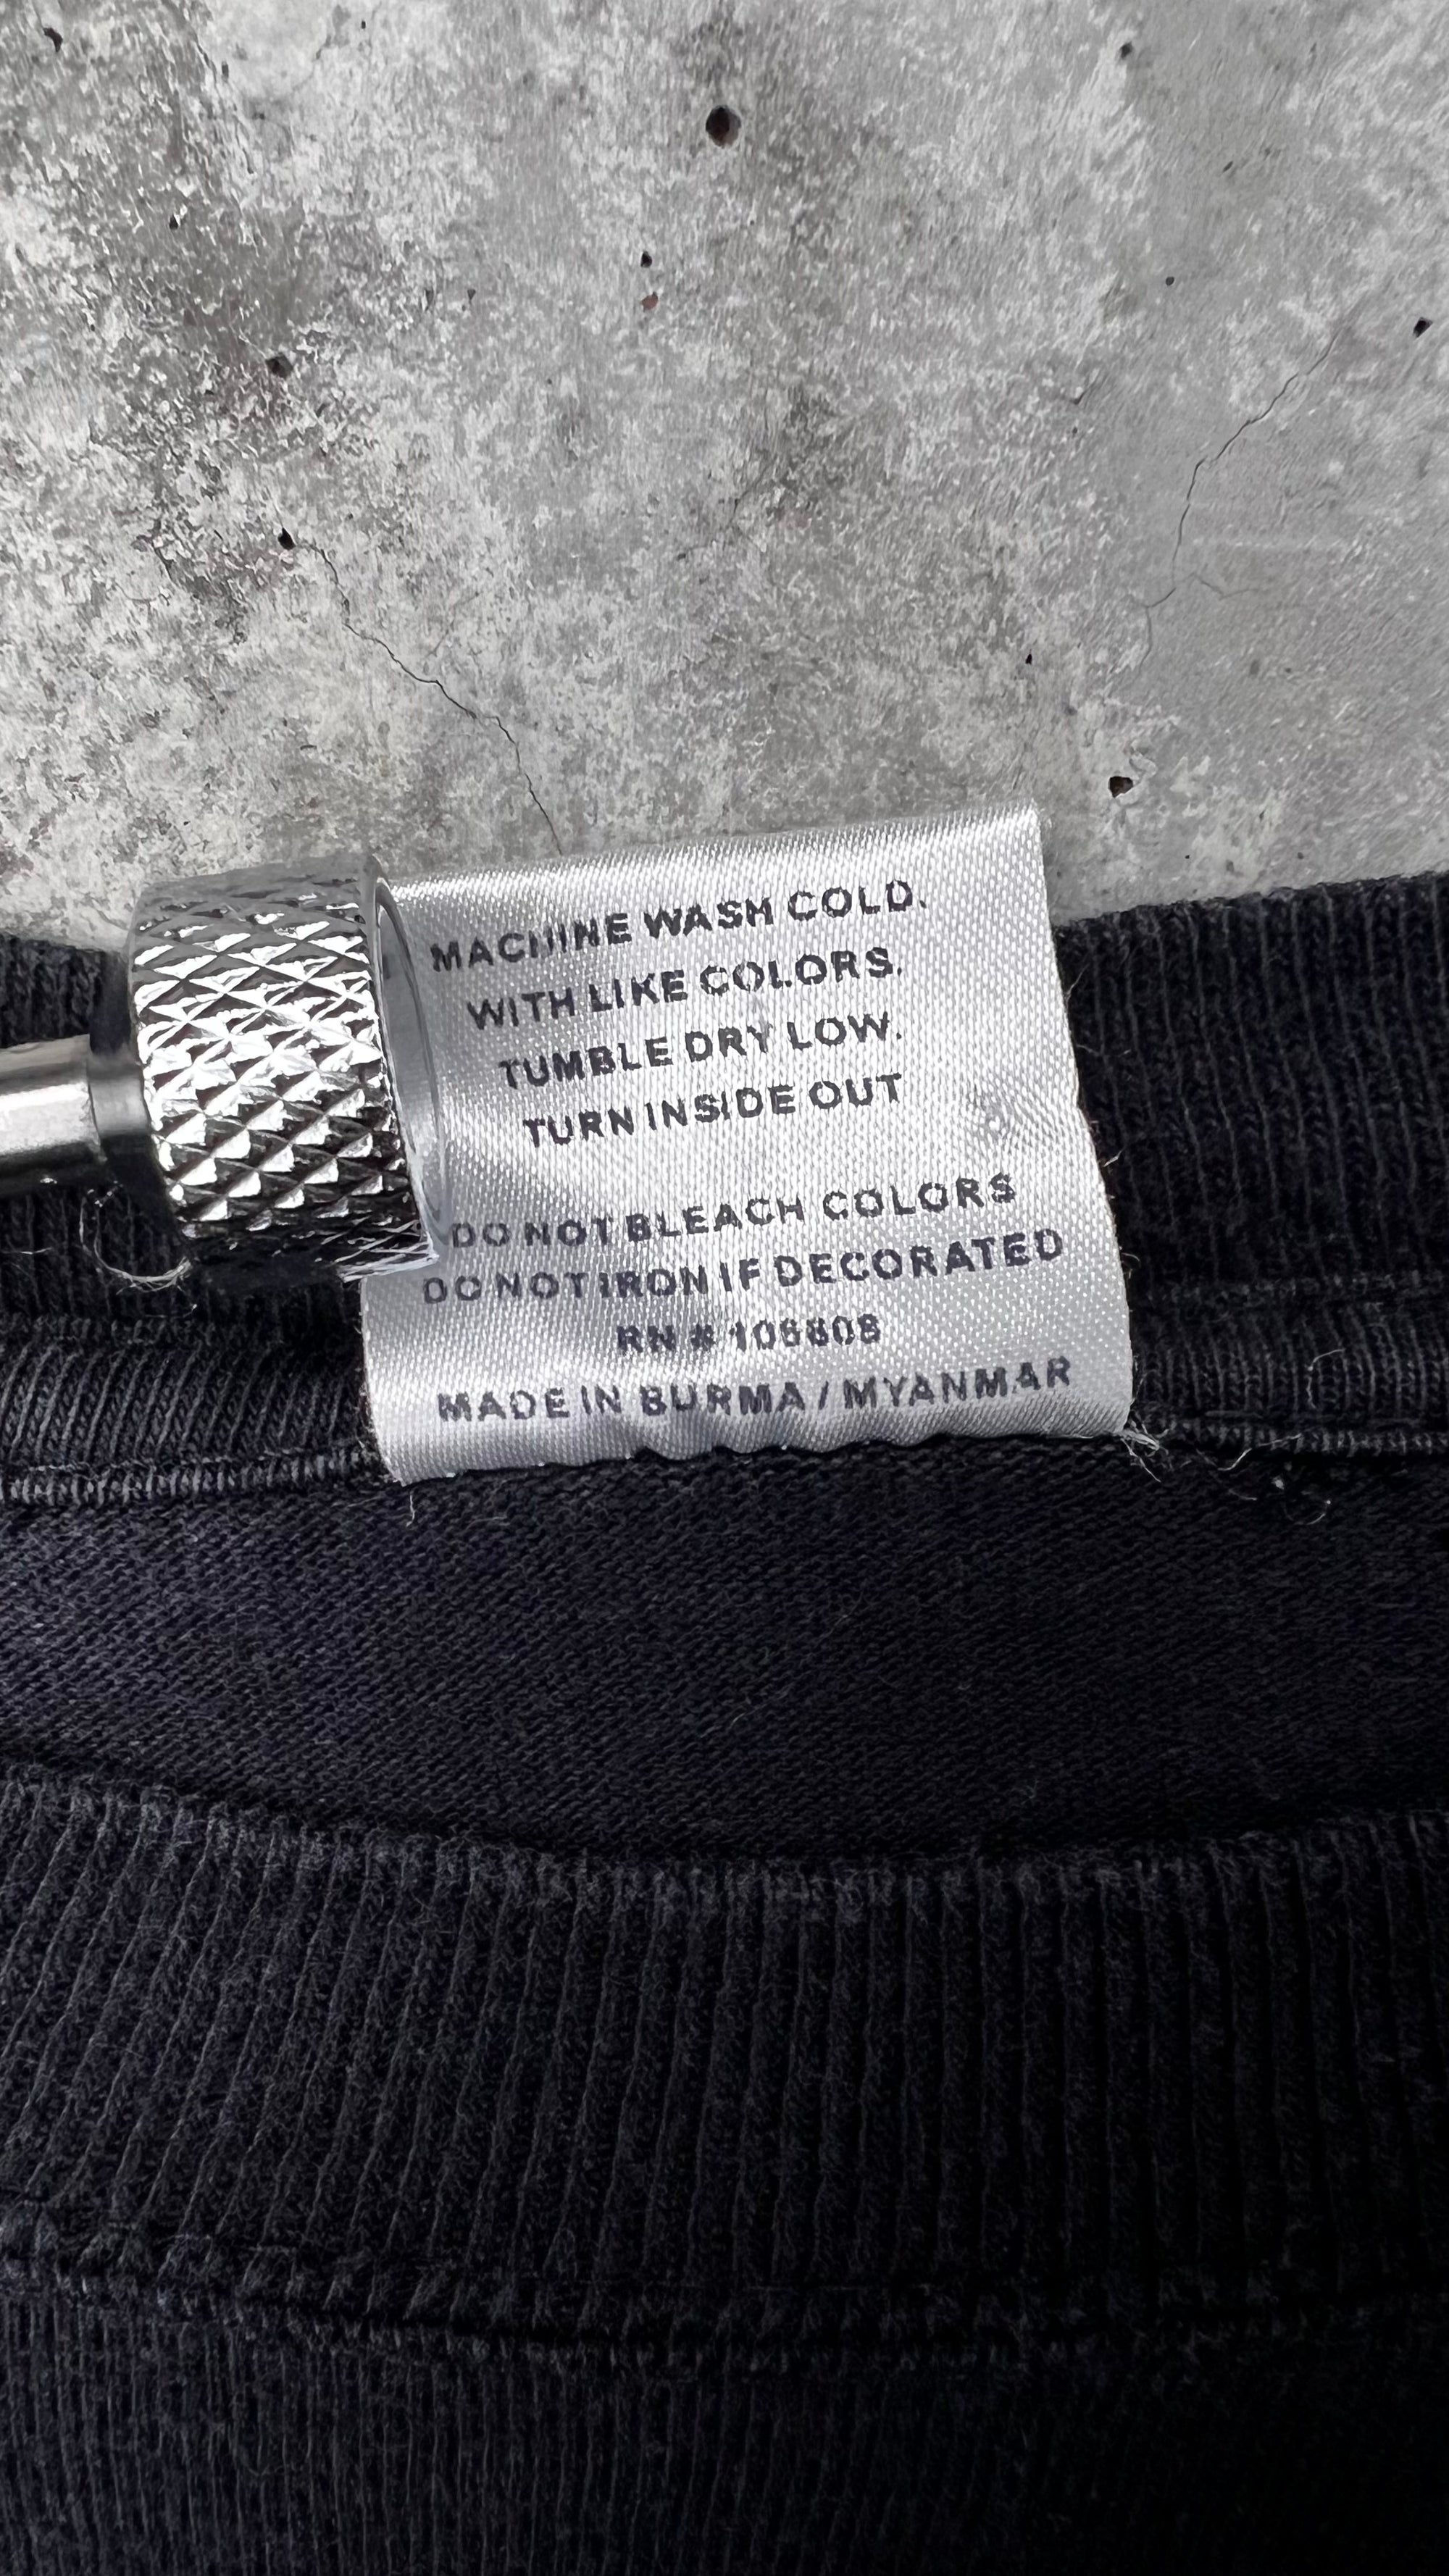 MACHINE WASH COLD.
WITH LIKE COLORS.
TUMBLE DRY LOW.
TURN INSIDE OUT
DO NOT BLEACH COLORS
DO NOT IRON IF DECORATED
RN #
MADE IN BURMA / MYANMAR